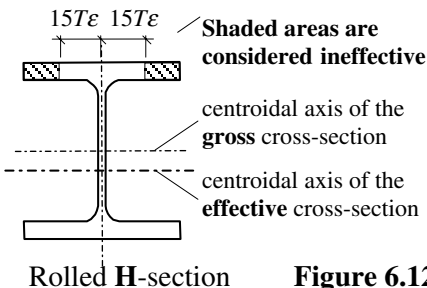 15Tε 15Tε
Shaded areas are
considered ineffective
centroidal axis of the
gross cross-section
centroidal axis of the
effective cross-section
Rolled H-section Figure 6.12